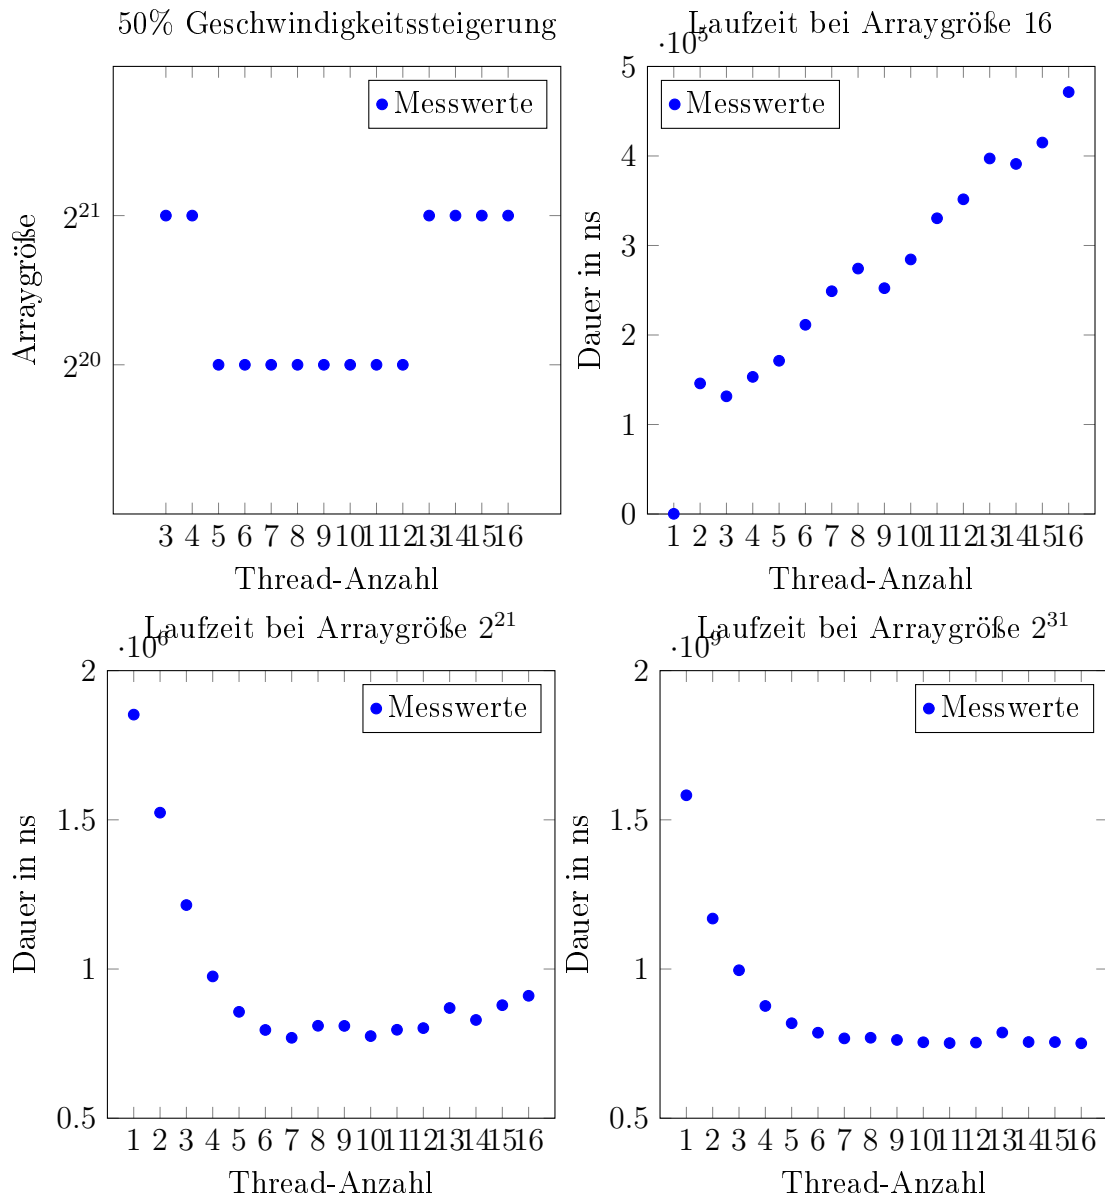 50% Geschwindigkeitssteigerung
Messwerte
Arraygröße
2^21
2^20
3 4 5 6 7 8 9 10 11 12 13 14 15 16
Thread-Anzahl
Laufzeit bei Arraygröße 16
·10^5
Messwerte
Dauer in ns
5
4
3
2
1
0
1 2 3 4 5 6 7 8 9 10 11 12 13 14 15 16
Thread-Anzahl
Laufzeit bei Arraygröße 2^21
·10^6
Messwerte
Dauer in ns
2
1.5
1
0.5
1 2 3 4 5 6 7 8 9 10 11 12 13 14 15 16
Thread-Anzahl
Laufzeit bei Arraygröße 2^31
·10^9
Messwerte
Dauer in ns
2
1.5
1
0.5
1 2 3 4 5 6 7 8 9 10 11 12 13 14 15 16
Thread-Anzahl